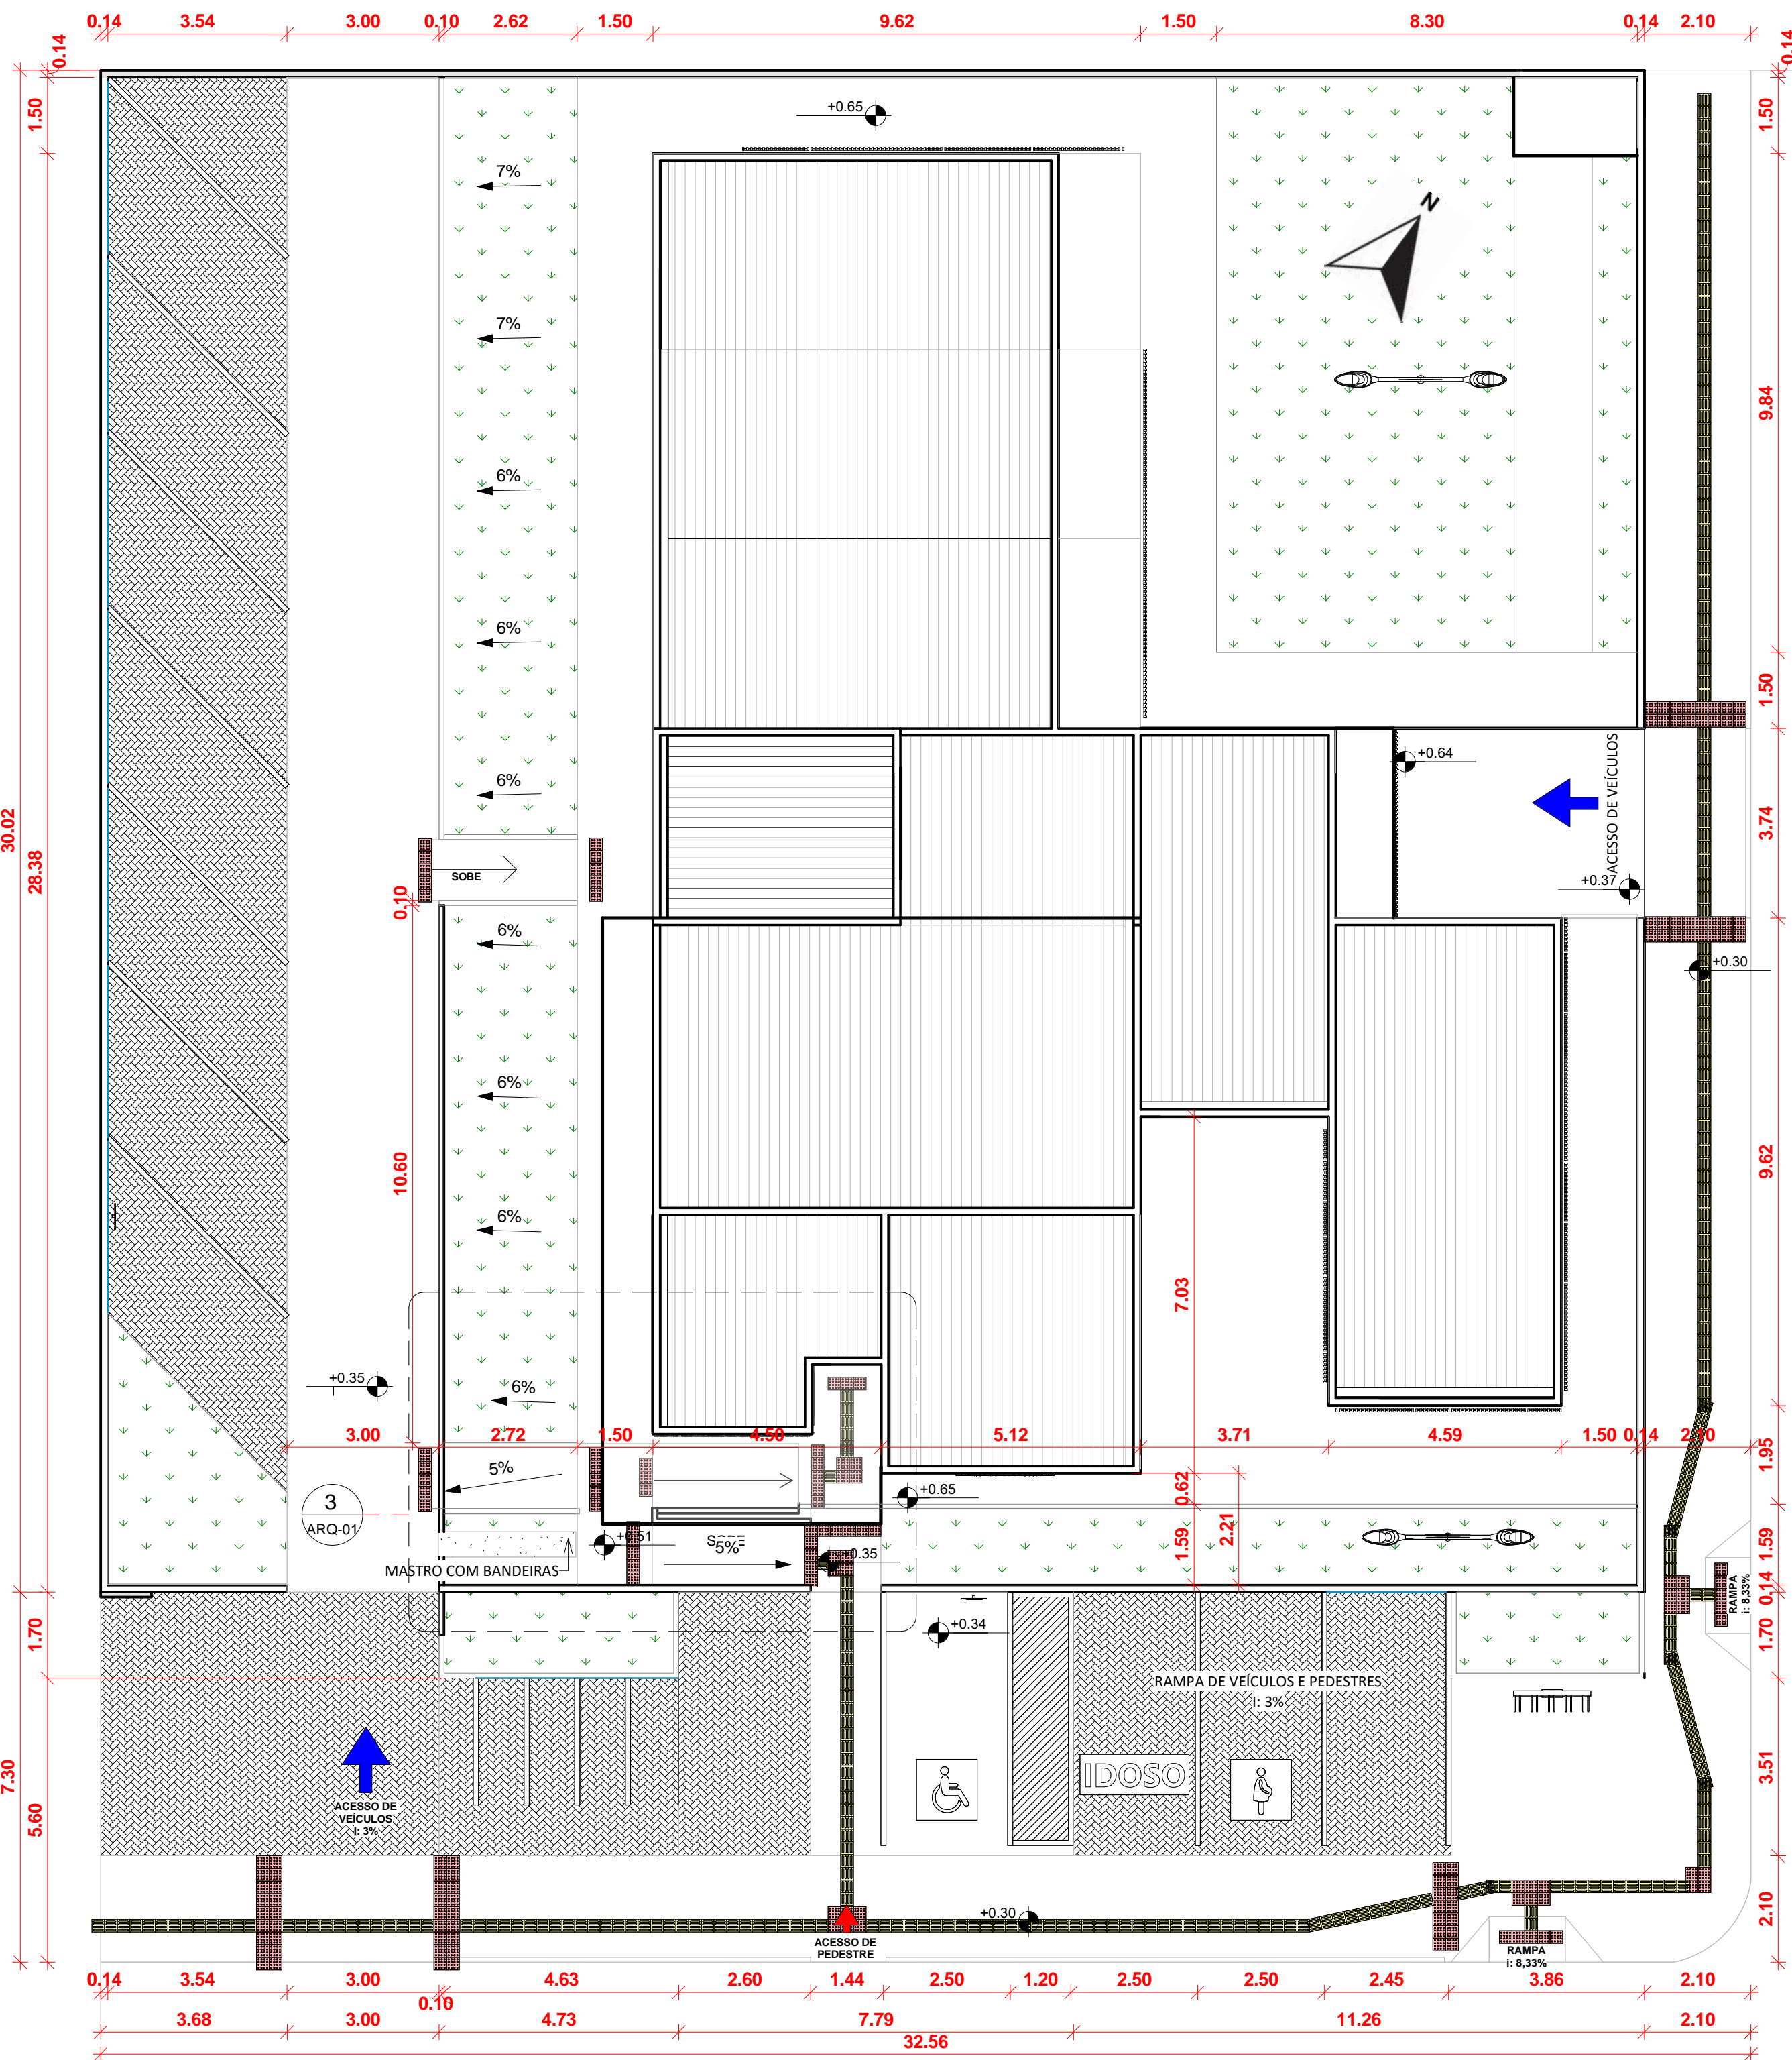 0.14 3.54 3.00 0.10 2.62 1.50 9.62 1.50 8.30 0.14 2.10
0.14
0.14
1.50
1.50
+0.65
N
7%
7%
9.84
6%
6%
1.50
6%
+0.64
ACESSO DE VEÍCULOS
3.74
30.02
28.38
SOBE
0.10
+0.37
6%
+0.30
6%
10.60
9.62
6%
7.03
+0.35
6%
3.00 2.72 1.50 4.50 5.12 3.71 4.59 1.50 0.14
1.95
5%
0.62
+0.65
3
ARQ-01
+0.51
5%
+0.35
1.59
2.21
1.59
MASTRO COM BANDEIRAS
0.14
RAMPA
i: 8,33%
1.70
+0.34
1.70
RAMPA DE VEÍCULOS E PEDESTRES
I: 3%
7.30
5.60
3.51
IDOSO
ACESSO DE
VEÍCULOS
I: 3%
+0.30
2.10
ACESSO DE
PEDESTRE
RAMPA
i: 8,33%
0.14 3.54 3.00 0.10 4.63 2.60 1.44 2.50 1.20 2.50 2.50 2.45 3.86 2.10
3.68 3.00 4.73 7.79 11.26 2.10
32.56